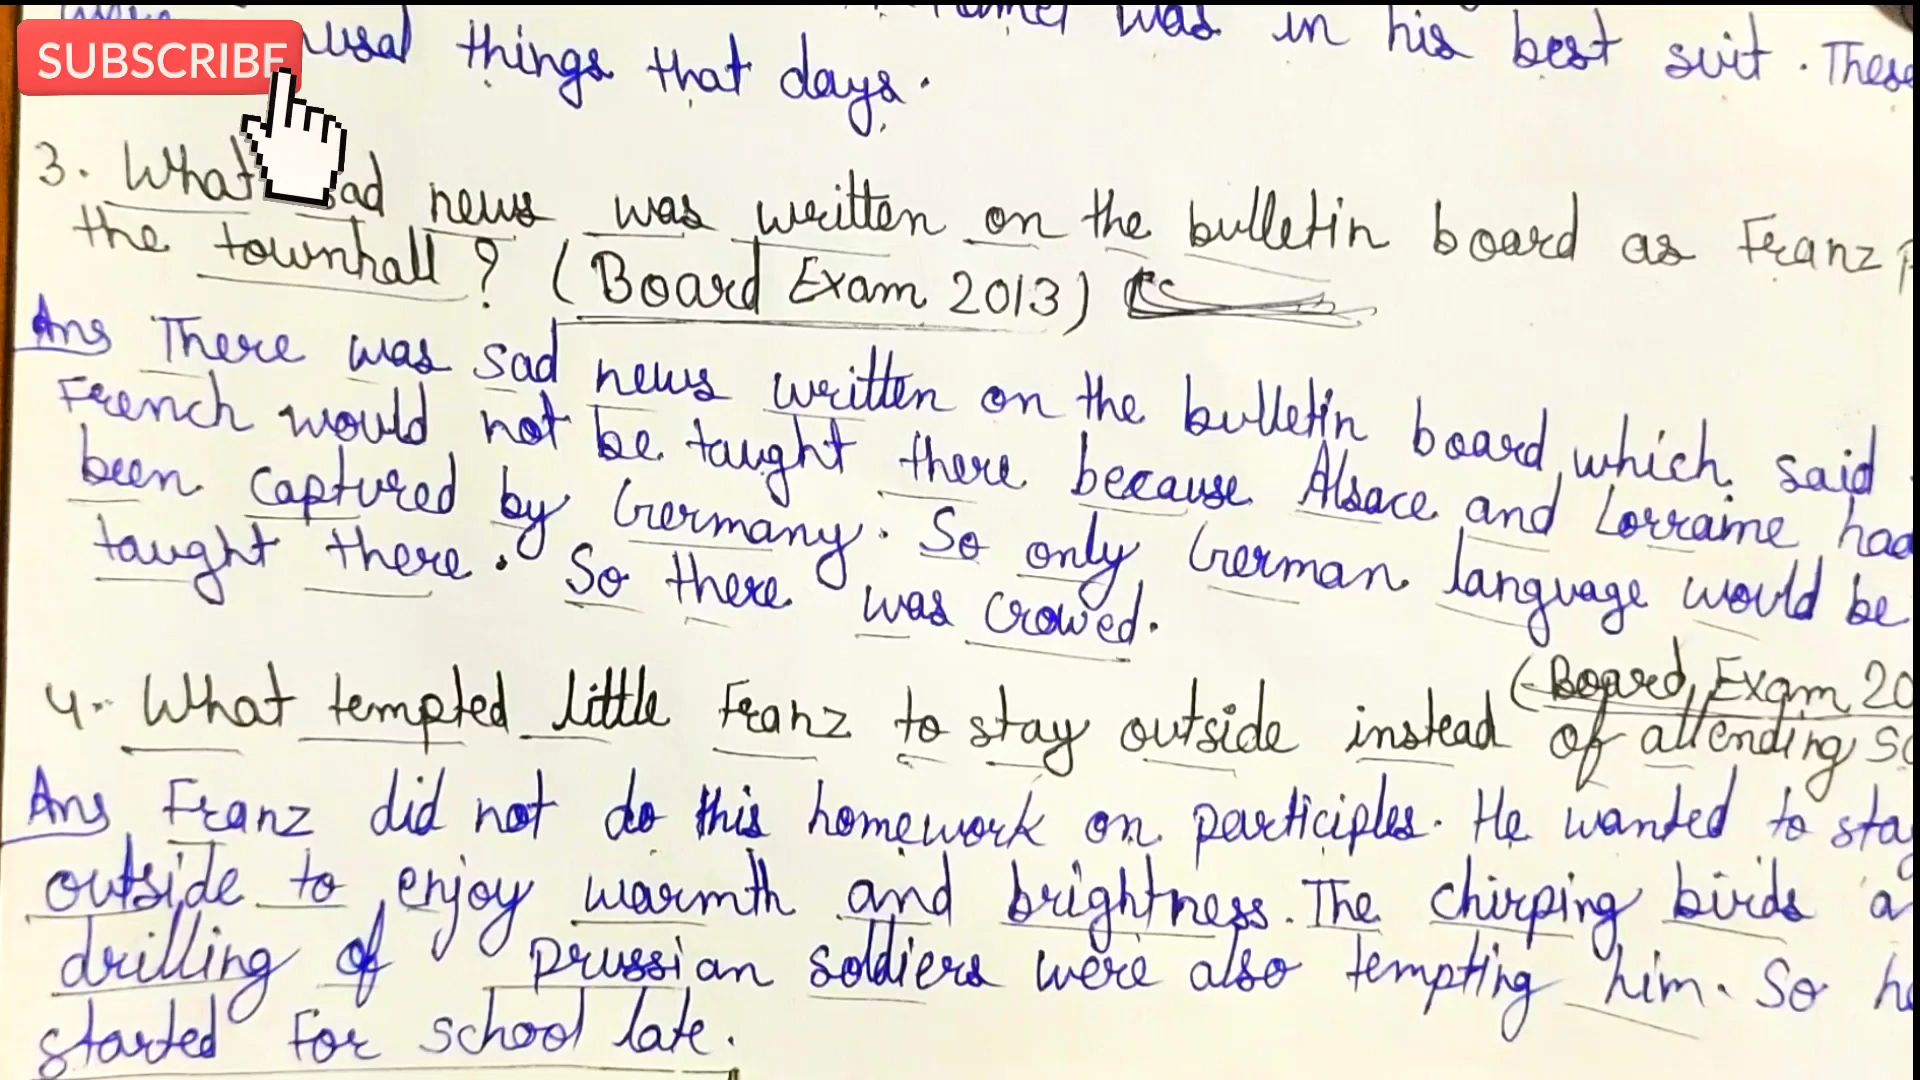 was in his best suit. These
SUBSCRIBE
usal things that days.
3. What sad news was written on the bulletin board as Franz
the townhall? (Board Exam 2013)
Ans There was sad news written on the bulletin board, which said
French would not be taught there because Alsace and Lorraine had
been captured by Germany. So only German language would be
taught there. So there was crowed.
(Board Exam 20
4. What tempted little Franz to stay outside instead of attending
Ans Franz did not do this homework on participles. He wanted to stay
outside to enjoy warmth and brightness. The chirping birds a
drilling of prussian soldiers were also tempting him. So he
started for school late.